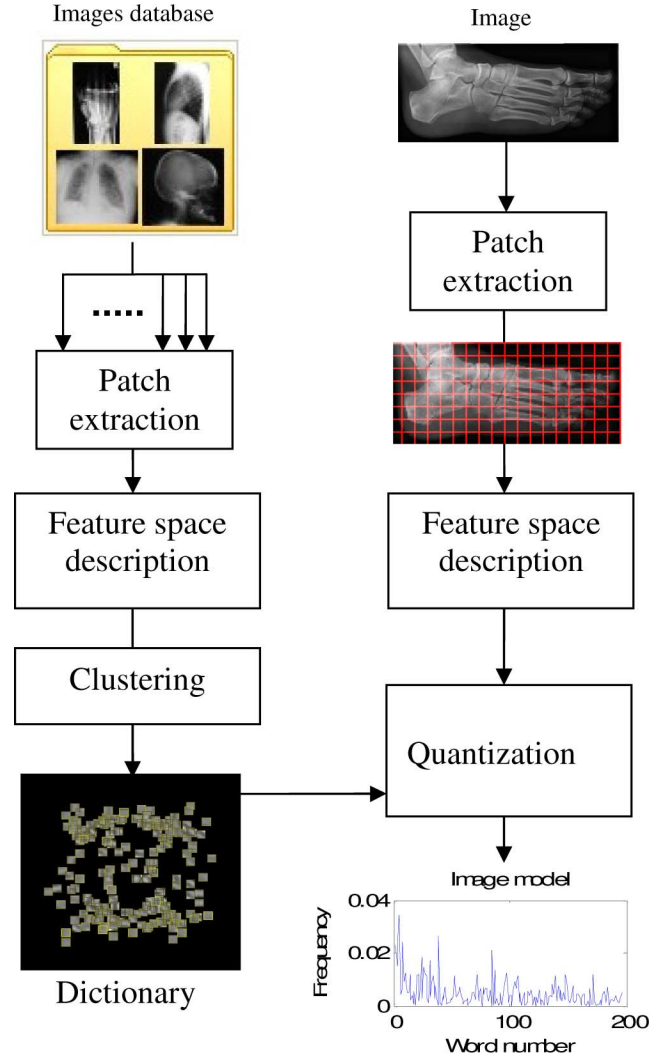 Images database
Patch
extraction
Feature space
description
Clustering
Dictionary
Image
Patch
extraction
Feature space
description
Quantization
Image model
Frequency
0.04
0.02
0
0
100
200
Word number